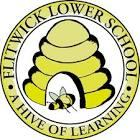 FLITWICK LOWER SCHOOL
• A HIVE OF LEARNING •